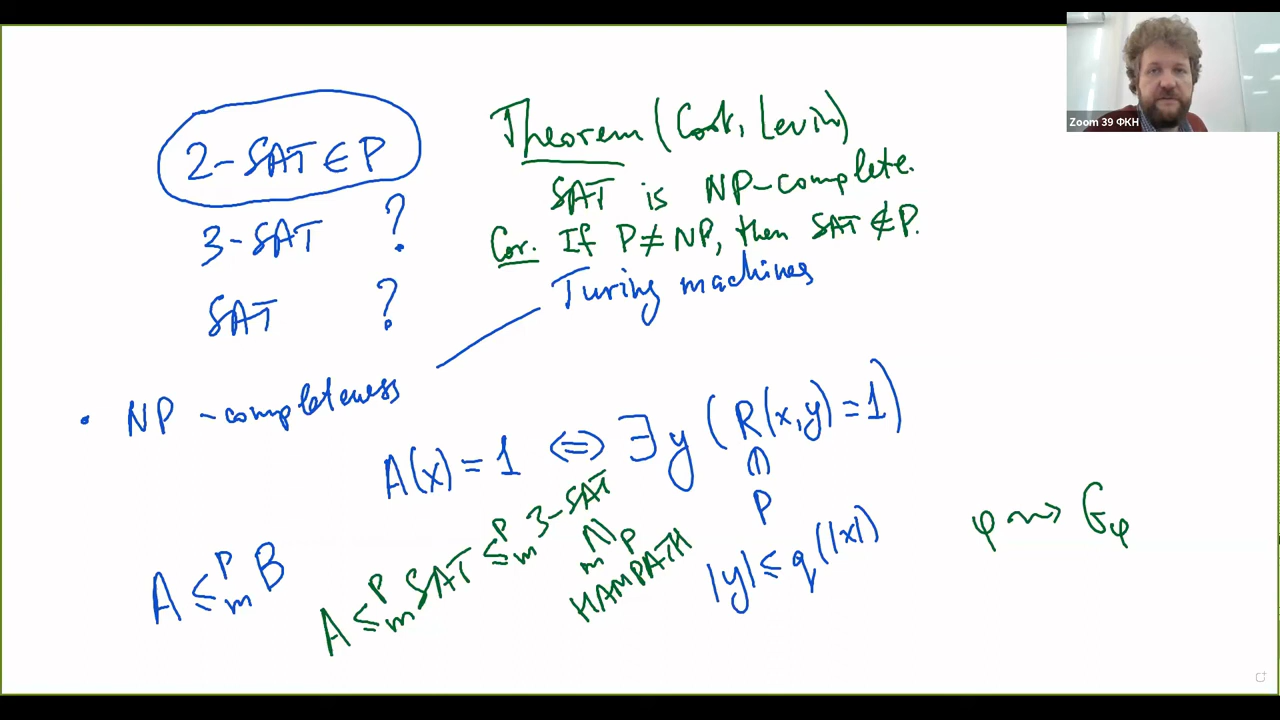 2-SAT ∈ P
3-SAT ?
SAT ?
Theorem (Cook, Levin)
SAT is NP-complete.
Cor. If P ≠ NP, then SAT ∉ P.
Turing machines
• NP-completeness
A(x) = 1 ⇔ ∃ y (R(x,y) = 1)
∩
P
|y| ≤ q(|x|)
A ≤ᴾₘ B
A ≤ᴾₘ SAT ≤ᴾₘ 3-SAT
≤ᴾₘ
HAMPATH
φ ⇝ G_φ
Zoom 39 ФКН